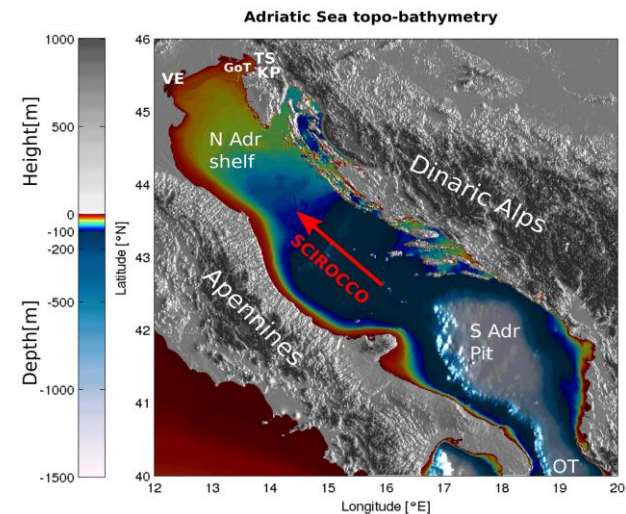 Adriatic Sea topo-bathymetry
1000
500
0
-100
-200
-500
-1000
-1500
Height[m]
Depth[m]
46
45
44
43
42
41
40
Latitude [°N]
VE
GoT
TS
KP
N Adr
shelf
Dinaric Alps
SCIROCCO
Apennines
S Adr
Pit
OT
12 13 14 15 16 17 18 19 20
Longitude [°E]